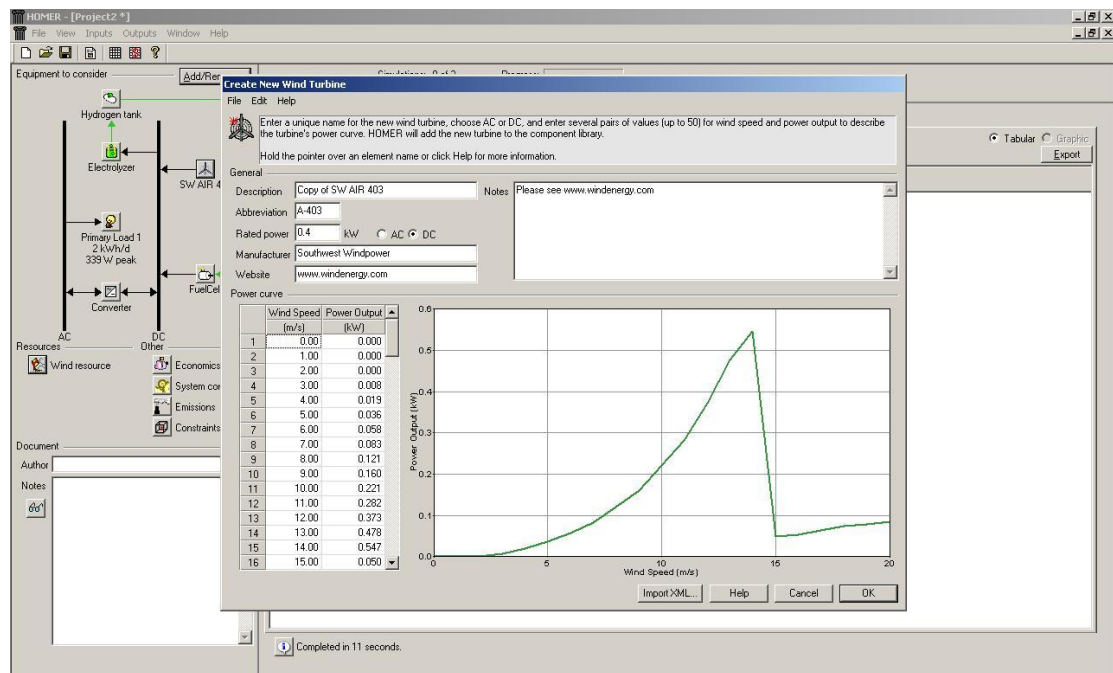 HOMER - [Project2 *]
File View Inputs Outputs Window Help
Equipment to consider
Hydrogen tank
Electrolyzer
Primary Load 1
2 kWh/d
339 W peak
Converter
AC DC
Resources Other
Wind resource
Economics
Emissions
Constraints
Document
Author
Notes
Create New Wind Turbine
File Edit Help
Enter a unique name for the new wind turbine, choose AC or DC, and enter several pairs of values (up to 50) for wind speed and power output to describe
the turbine's power curve. HOMER will add the new turbine to the component library.
Hold the pointer over an element name or click Help for more information.
General
Description Copy of SW AIR 403 Notes Please see www.windenergy.com
Abbreviation A-403
Rated power 0.4 kW AC DC
Manufacturer Southwest Windpower
Website www.windenergy.com
Power curve
Wind Speed Power Output
(m/s) (kW)
1 0.00 0.000
2 1.00 0.000
3 2.00 0.000
4 3.00 0.008
5 4.00 0.019
6 5.00 0.036
7 6.00 0.058
8 7.00 0.083
9 8.00 0.121
10 9.00 0.160
11 10.00 0.221
12 11.00 0.282
13 12.00 0.373
14 13.00 0.478
15 14.00 0.547
16 15.00 0.050
Power Output (kW)
0.6
0.5
0.4
0.3
0.2
0.1
0.0
0 5 10 15 20
Wind Speed (m/s)
Import XML... Help Cancel OK
Tabular Graphic
Export
Completed in 11 seconds.